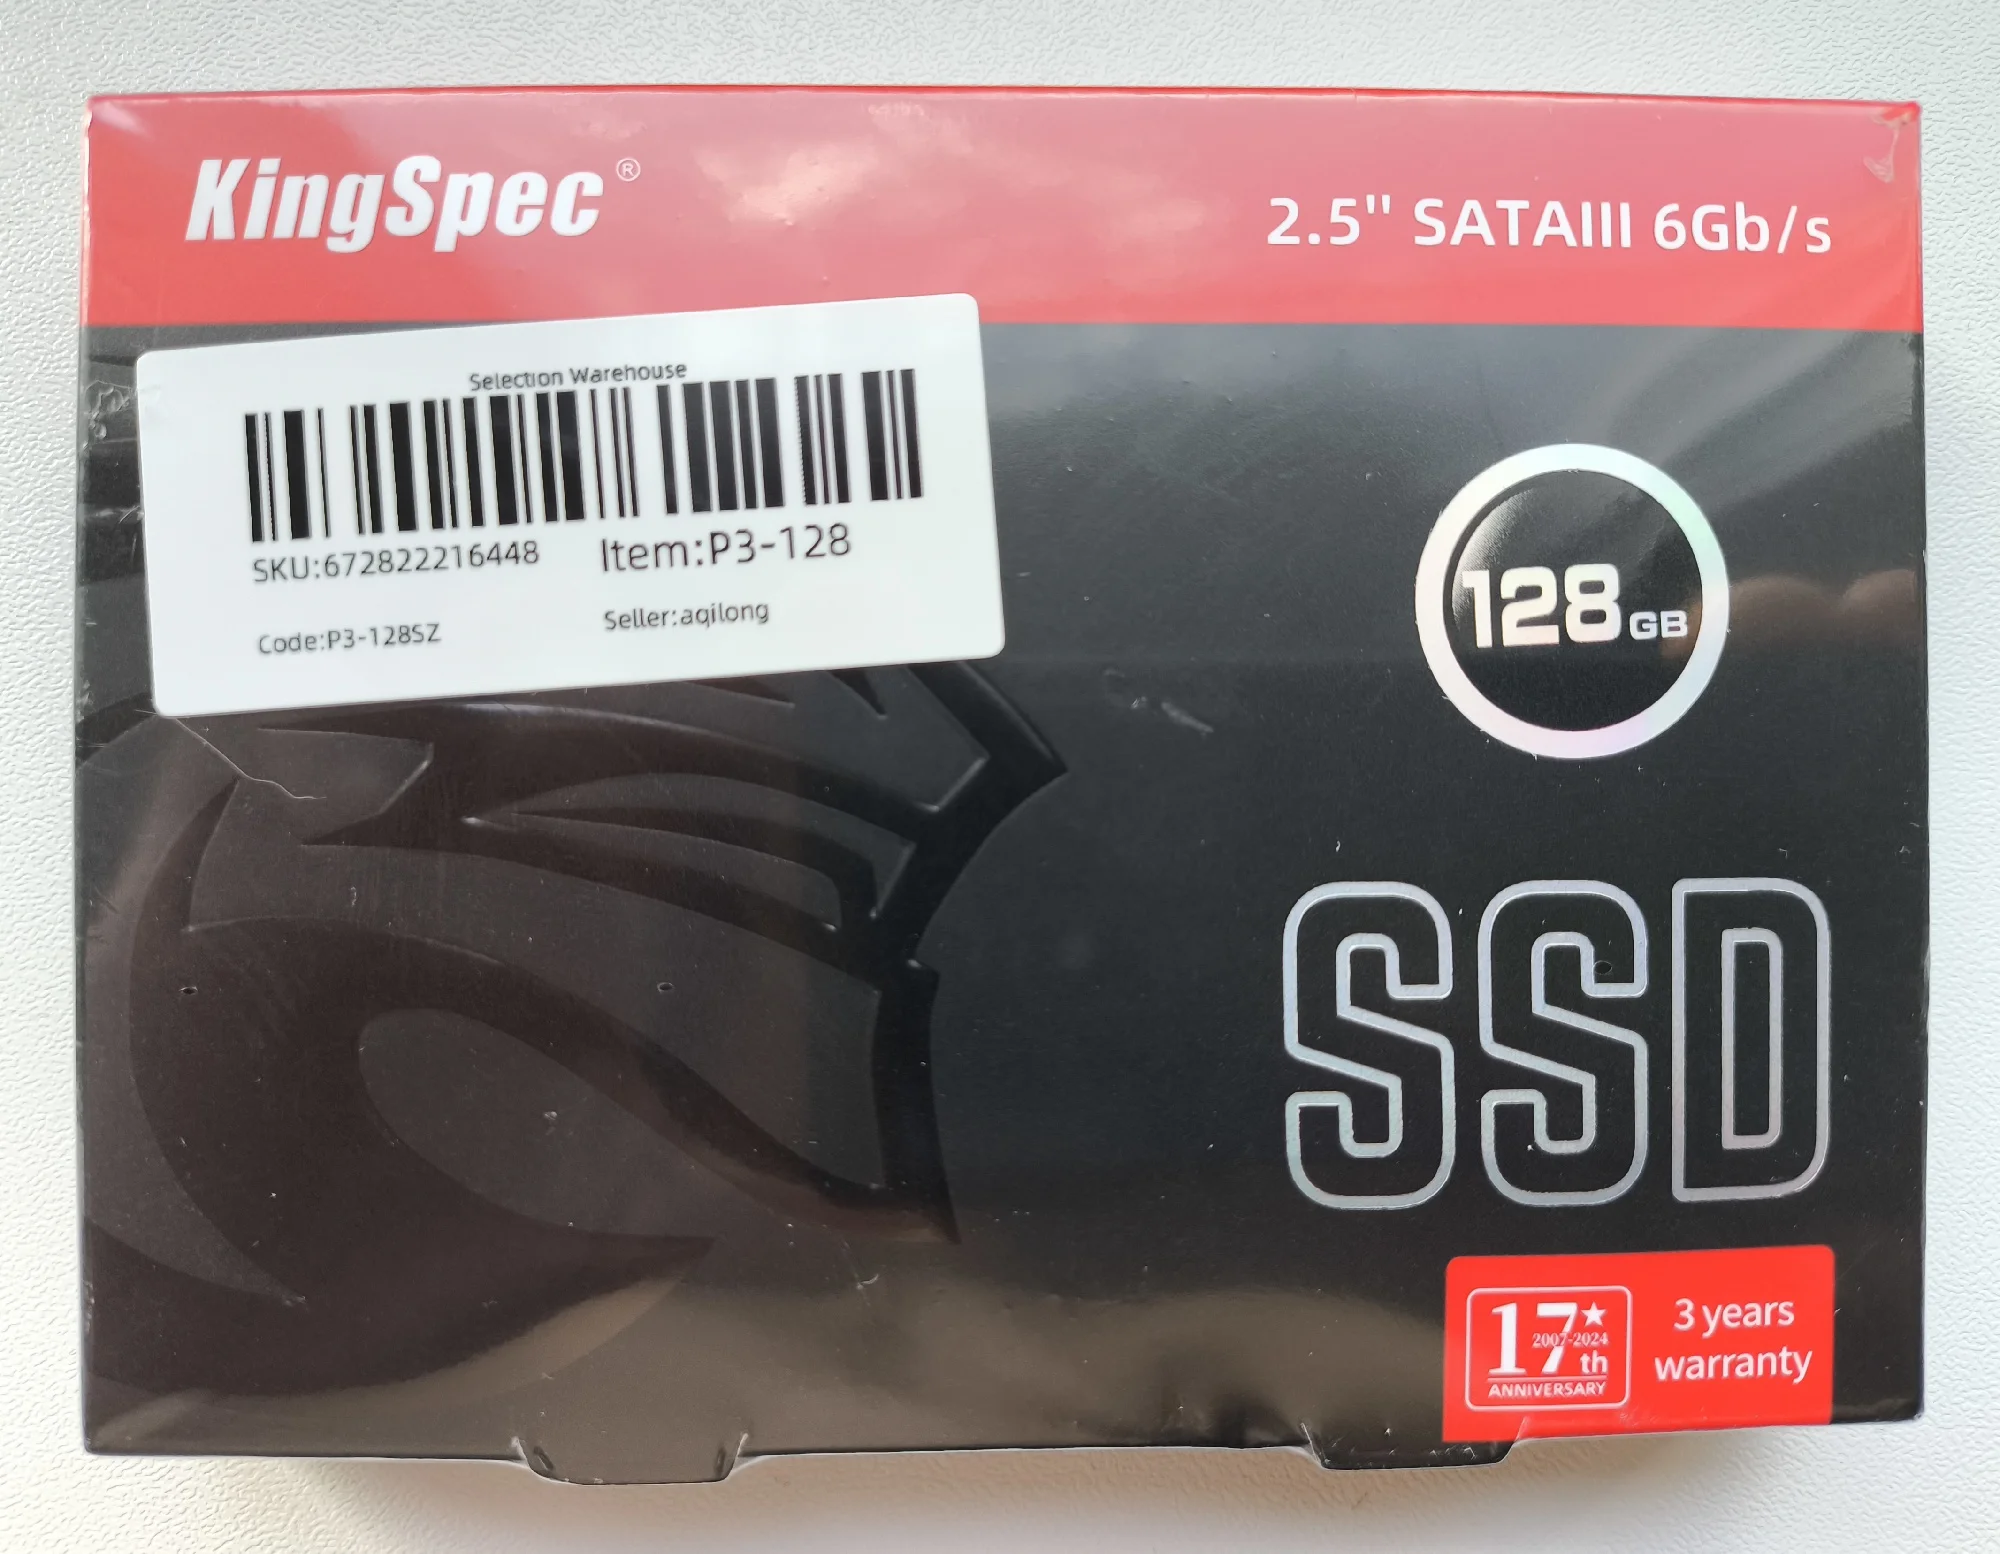 KingSpec®
2.5" SATAIII 6Gb/s
Selection Warehouse
SKU:672822216448
Item:P3-128
Code:P3-128SZ
Seller:aqilong
128GB
SSD
17th
2007-2024
ANNIVERSARY
3 years
warranty